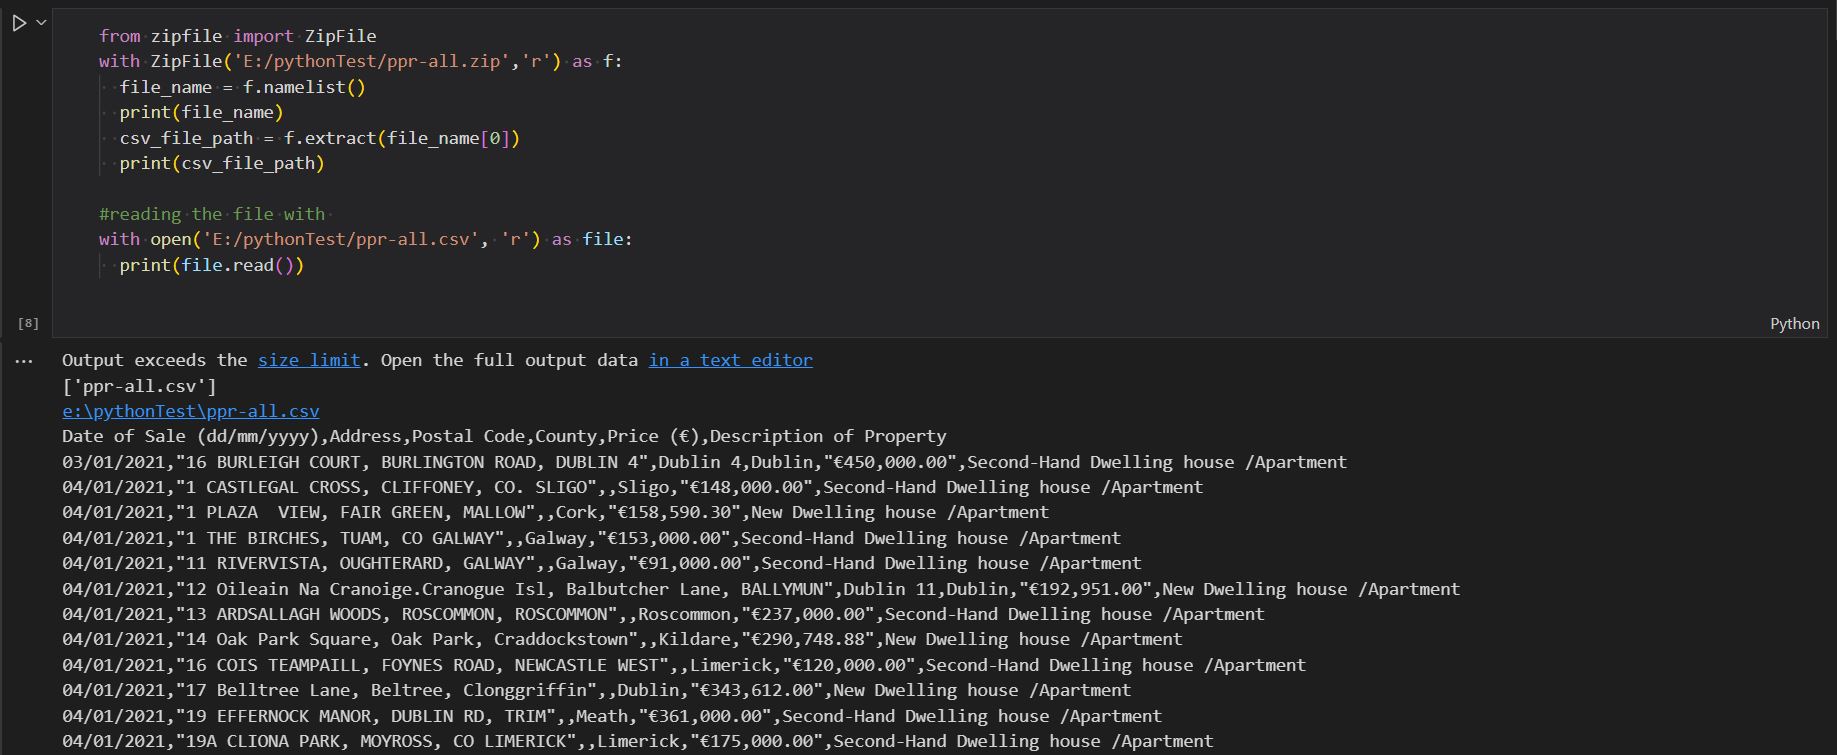 from zipfile import ZipFile
with ZipFile('E:/pythonTest/ppr-all.zip','r') as f:
  file_name = f.namelist()
  print(file_name)
  csv_file_path = f.extract(file_name[0])
  print(csv_file_path)
#reading the file with
with open('E:/pythonTest/ppr-all.csv', 'r') as file:
  print(file.read())
[8]
Python
... Output exceeds the size limit. Open the full output data in a text editor
['ppr-all.csv']
e:\pythonTest\ppr-all.csv
Date of Sale (dd/mm/yyyy),Address,Postal Code,County,Price (€),Description of Property
03/01/2021,"16 BURLEIGH COURT, BURLINGTON ROAD, DUBLIN 4",Dublin 4,Dublin,"€450,000.00",Second-Hand Dwelling house /Apartment
04/01/2021,"1 CASTLEGAL CROSS, CLIFFONEY, CO. SLIGO",,Sligo,"€148,000.00",Second-Hand Dwelling house /Apartment
04/01/2021,"1 PLAZA  VIEW, FAIR GREEN, MALLOW",,Cork,"€158,590.30",New Dwelling house /Apartment
04/01/2021,"1 THE BIRCHES, TUAM, CO GALWAY",,Galway,"€153,000.00",Second-Hand Dwelling house /Apartment
04/01/2021,"11 RIVERVISTA, OUGHTERARD, GALWAY",,Galway,"€91,000.00",Second-Hand Dwelling house /Apartment
04/01/2021,"12 Oileain Na Cranoige.Cranogue Isl, Balbutcher Lane, BALLYMUN",Dublin 11,Dublin,"€192,951.00",New Dwelling house /Apartment
04/01/2021,"13 ARDSALLAGH WOODS, ROSCOMMON, ROSCOMMON",,Roscommon,"€237,000.00",Second-Hand Dwelling house /Apartment
04/01/2021,"14 Oak Park Square, Oak Park, Craddockstown",,Kildare,"€290,748.88",New Dwelling house /Apartment
04/01/2021,"16 COIS TEAMPAILL, FOYNES ROAD, NEWCASTLE WEST",,Limerick,"€120,000.00",Second-Hand Dwelling house /Apartment
04/01/2021,"17 Belltree Lane, Beltree, Clonggriffin",,Dublin,"€343,612.00",New Dwelling house /Apartment
04/01/2021,"19 EFFERNOCK MANOR, DUBLIN RD, TRIM",,Meath,"€361,000.00",Second-Hand Dwelling house /Apartment
04/01/2021,"19A CLIONA PARK, MOYROSS, CO LIMERICK",,Limerick,"€175,000.00",Second-Hand Dwelling house /Apartment